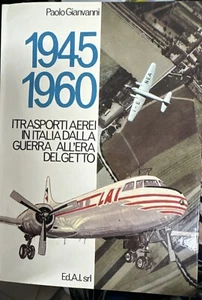 Paolo Gianvanni
1945
1960
I TRASPORTI AEREI
IN ITALIA DALLA
GUERRA ALL'ERA
DEL GETTO
LAI
Ed.A.I. srl